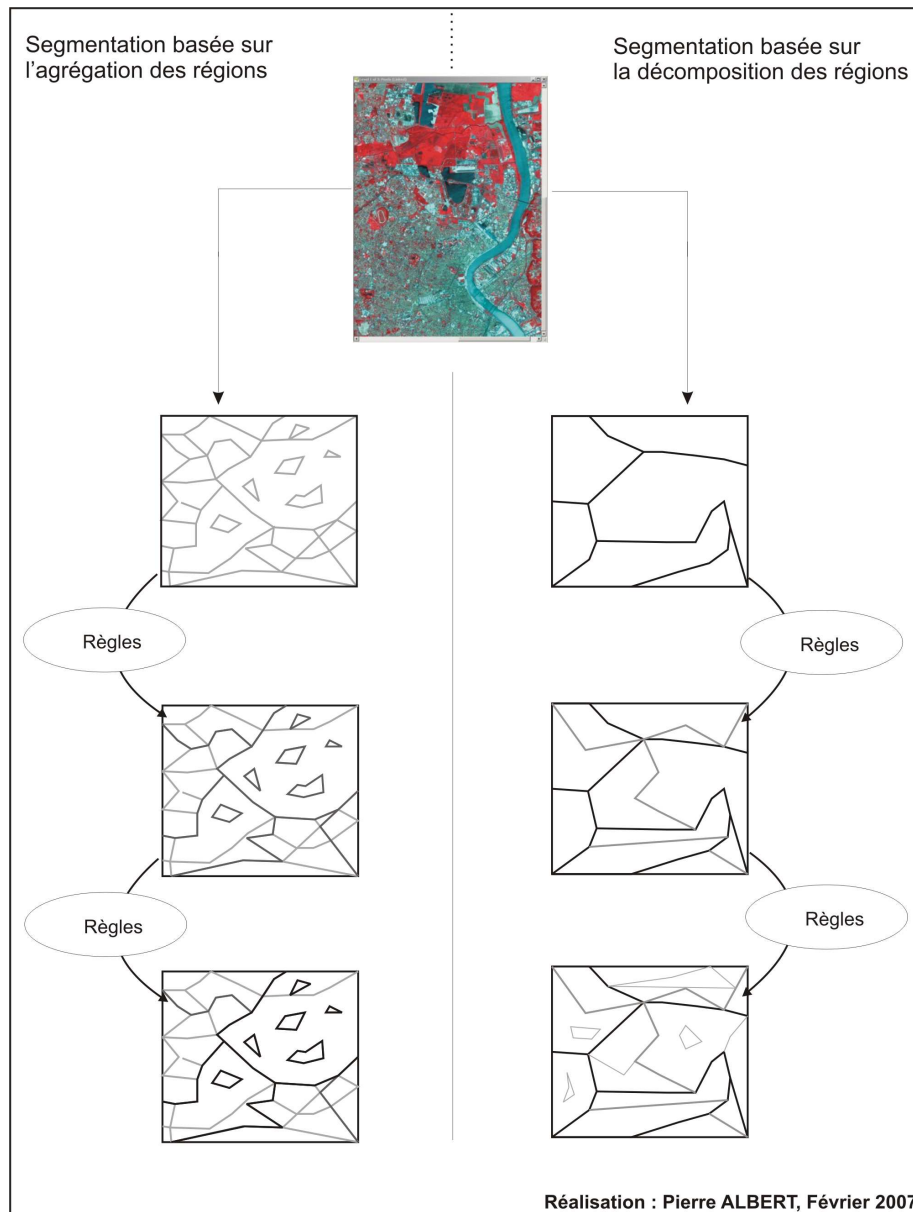 Segmentation basée sur
l'agrégation des régions
Segmentation basée sur
la décomposition des régions
Règles
Règles
Règles
Règles
Réalisation : Pierre ALBERT, Février 2007